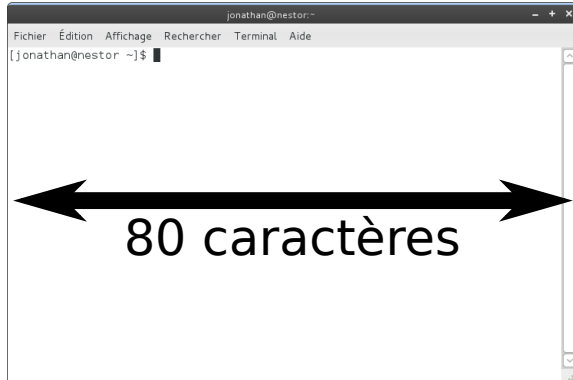 jonathan@nestor:~
Fichier Édition Affichage Rechercher Terminal Aide
[jonathan@nestor ~]$
80 caractères